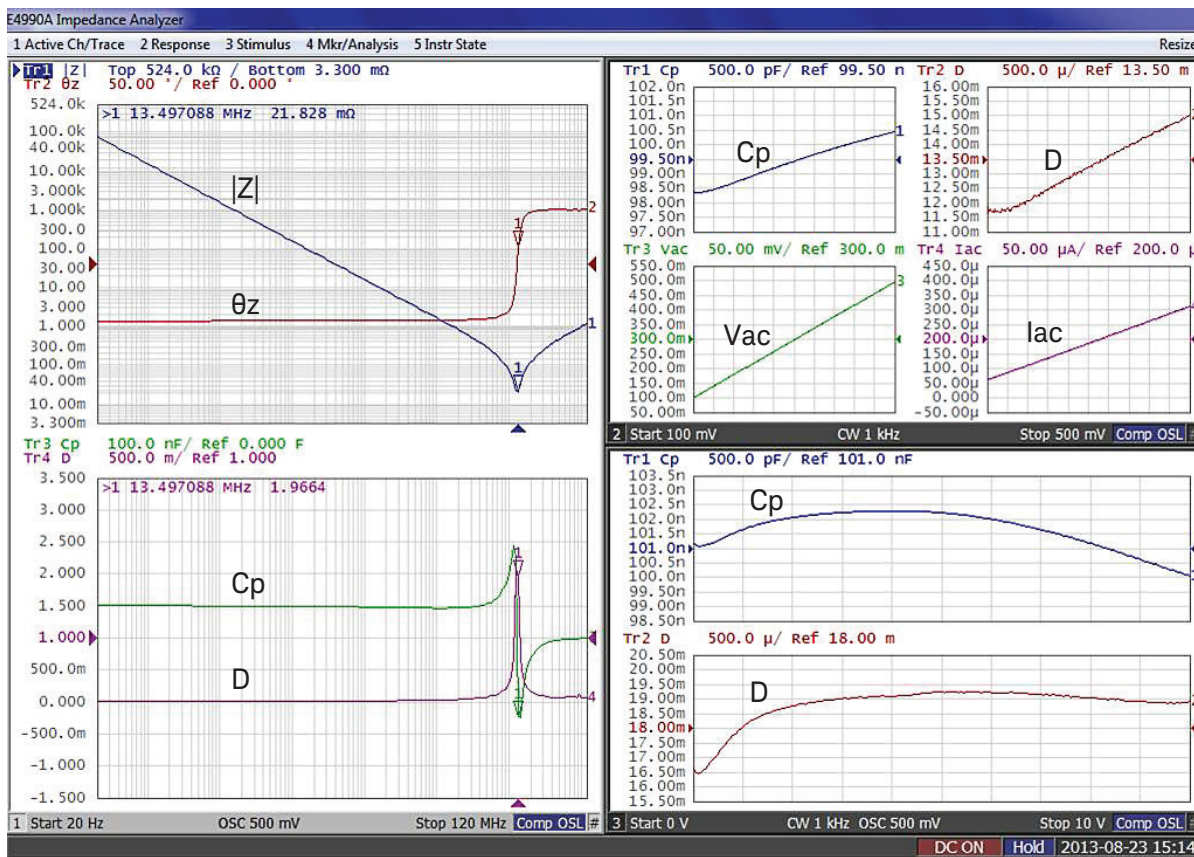 E4990A Impedance Analyzer
1 Active Ch/Trace 2 Response 3 Stimulus 4 Mkr/Analysis 5 Instr State
Resize
Tr1 |Z| Top 524.0 kΩ / Bottom 3.300 mΩ
Tr2 θz 50.00 °/ Ref 0.000 °
>1 13.497088 MHz 21.828 mΩ
524.0k
100.0k
30.00k
10.00k
3.000k
1.000k
300.0
100.0
30.00
10.00
3.000
1.000
300.0m
100.0m
40.00m
10.00m
3.300m
|Z|
θz
1
2
1
1
Tr3 Cp 100.0 nF/ Ref 0.000 F
Tr4 D 500.0 m/ Ref 1.000
>1 13.497088 MHz 1.9664
3.500
3.000
2.500
2.000
1.500
1.000
500.0m
0.000
-500.0m
-1.000
-1.500
Cp
D
1
1
4
1 Start 20 Hz OSC 500 mV Stop 120 MHz Comp OSL #
Tr1 Cp 500.0 pF/ Ref 99.50 n
102.0n
101.5n
101.0n
100.5n
100.0n
99.50n
99.00n
98.50n
98.00n
97.50n
97.00n
Cp
1
Tr2 D 500.0 µ/ Ref 13.50 m
16.00m
15.50m
15.00m
14.50m
14.00m
13.50m
13.00m
12.50m
12.00m
11.50m
11.00m
D
Tr3 Vac 50.00 mV/ Ref 300.0 m
550.0m
500.0m
450.0m
400.0m
350.0m
300.0m
250.0m
200.0m
150.0m
100.0m
50.00m
Vac
3
Tr4 Iac 50.00 µA/ Ref 200.0 µ
450.0µ
400.0µ
350.0µ
300.0µ
250.0µ
200.0µ
150.0µ
100.0µ
50.00µ
0.000
-50.00µ
Iac
2 Start 100 mV CW 1 kHz Stop 500 mV Comp OSL
Tr1 Cp 500.0 pF/ Ref 101.0 nF
103.5n
103.0n
102.5n
102.0n
101.5n
101.0n
100.5n
100.0n
99.50n
99.00n
98.50n
Cp
Tr2 D 500.0 µ/ Ref 18.00 m
20.50m
20.00m
19.50m
19.00m
18.50m
18.00m
17.50m
17.00m
16.50m
16.00m
15.50m
D
3 Start 0 V CW 1 kHz OSC 500 mV Stop 10 V Comp OSL
DC ON Hold 2013-08-23 15:14